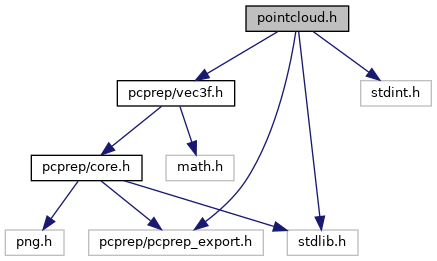 pointcloud.h
pcprep/vec3f.h
stdint.h
pcprep/core.h
math.h
png.h
pcprep/pcprep_export.h
stdlib.h